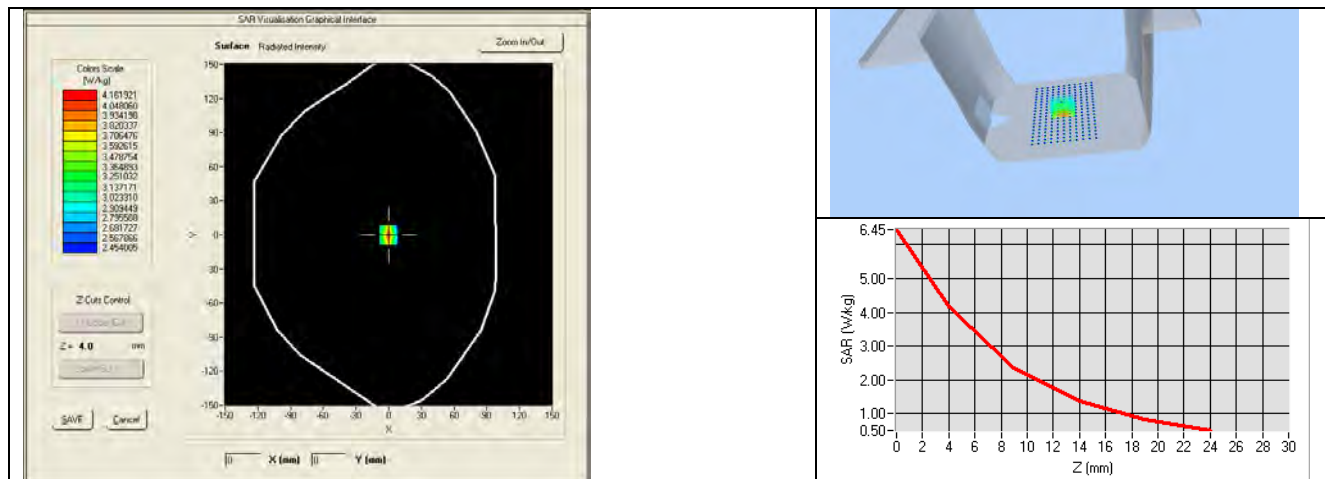 SAR Visualisation Graphical Interface
Surface Radiated Intensity
Zoom In/Out
Colors Scale
[W/kg]
4.161921
4.048060
3.934198
3.820337
3.706476
3.592615
3.478754
3.364893
3.251032
3.137171
3.023310
2.909449
2.795588
2.681727
2.567866
2.454005
150
120
90
60
30
0
-30
-60
-90
-120
-150
Y
-150 -120 -90 -60 -30 0 30 60 90 120 150
X
Z Cuts Control
Z = 4.0 mm
SAVE Cancel
0 X (mm) 0 Y (mm)
6.45
5.00
4.00
3.00
2.00
1.00
0.50
SAR (W/kg)
0 2 4 6 8 10 12 14 16 18 20 22 24 26 28 30
Z (mm)